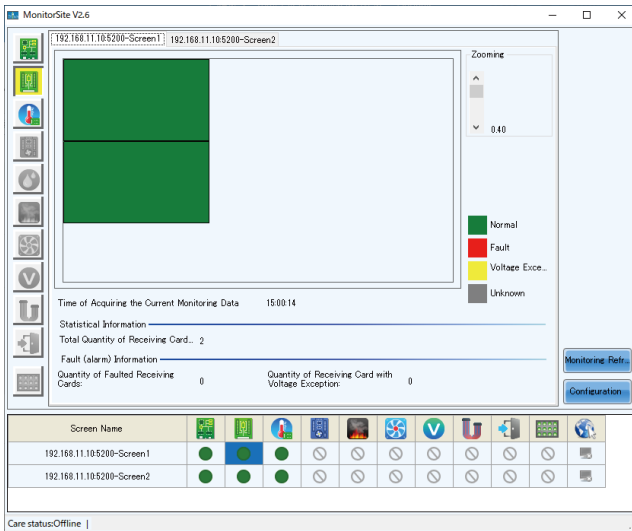 MonitorSite V2.6
192.168.11.10:5200-Screen1 192.168.11.10:5200-Screen2
Zooming
0.40
Normal
Fault
Voltage Exce...
Unknown
Time of Acquiring the Current Monitoring Data 15:00:14
Statistical Information
Total Quantity of Receiving Card... 2
Fault (alarm) Information
Quantity of Faulted Receiving
Cards: 0
Quantity of Receiving Card with
Voltage Exception: 0
Monitoring Refr...
Configuration
Screen Name
192.168.11.10:5200-Screen1
192.168.11.10:5200-Screen2
Care status:Offline |